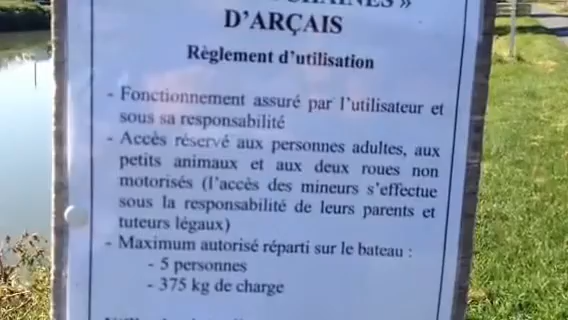 D'ARÇAIS
Règlement d'utilisation
- Fonctionnement assuré par l'utilisateur et
sous sa responsabilité
- Accès réservé aux personnes adultes, aux
petits animaux et aux deux roues non
motorisés (l'accès des mineurs s'effectue
sous la responsabilité de leurs parents et
tuteurs légaux)
- Maximum autorisé réparti sur le bateau :
- 5 personnes
- 375 kg de charge